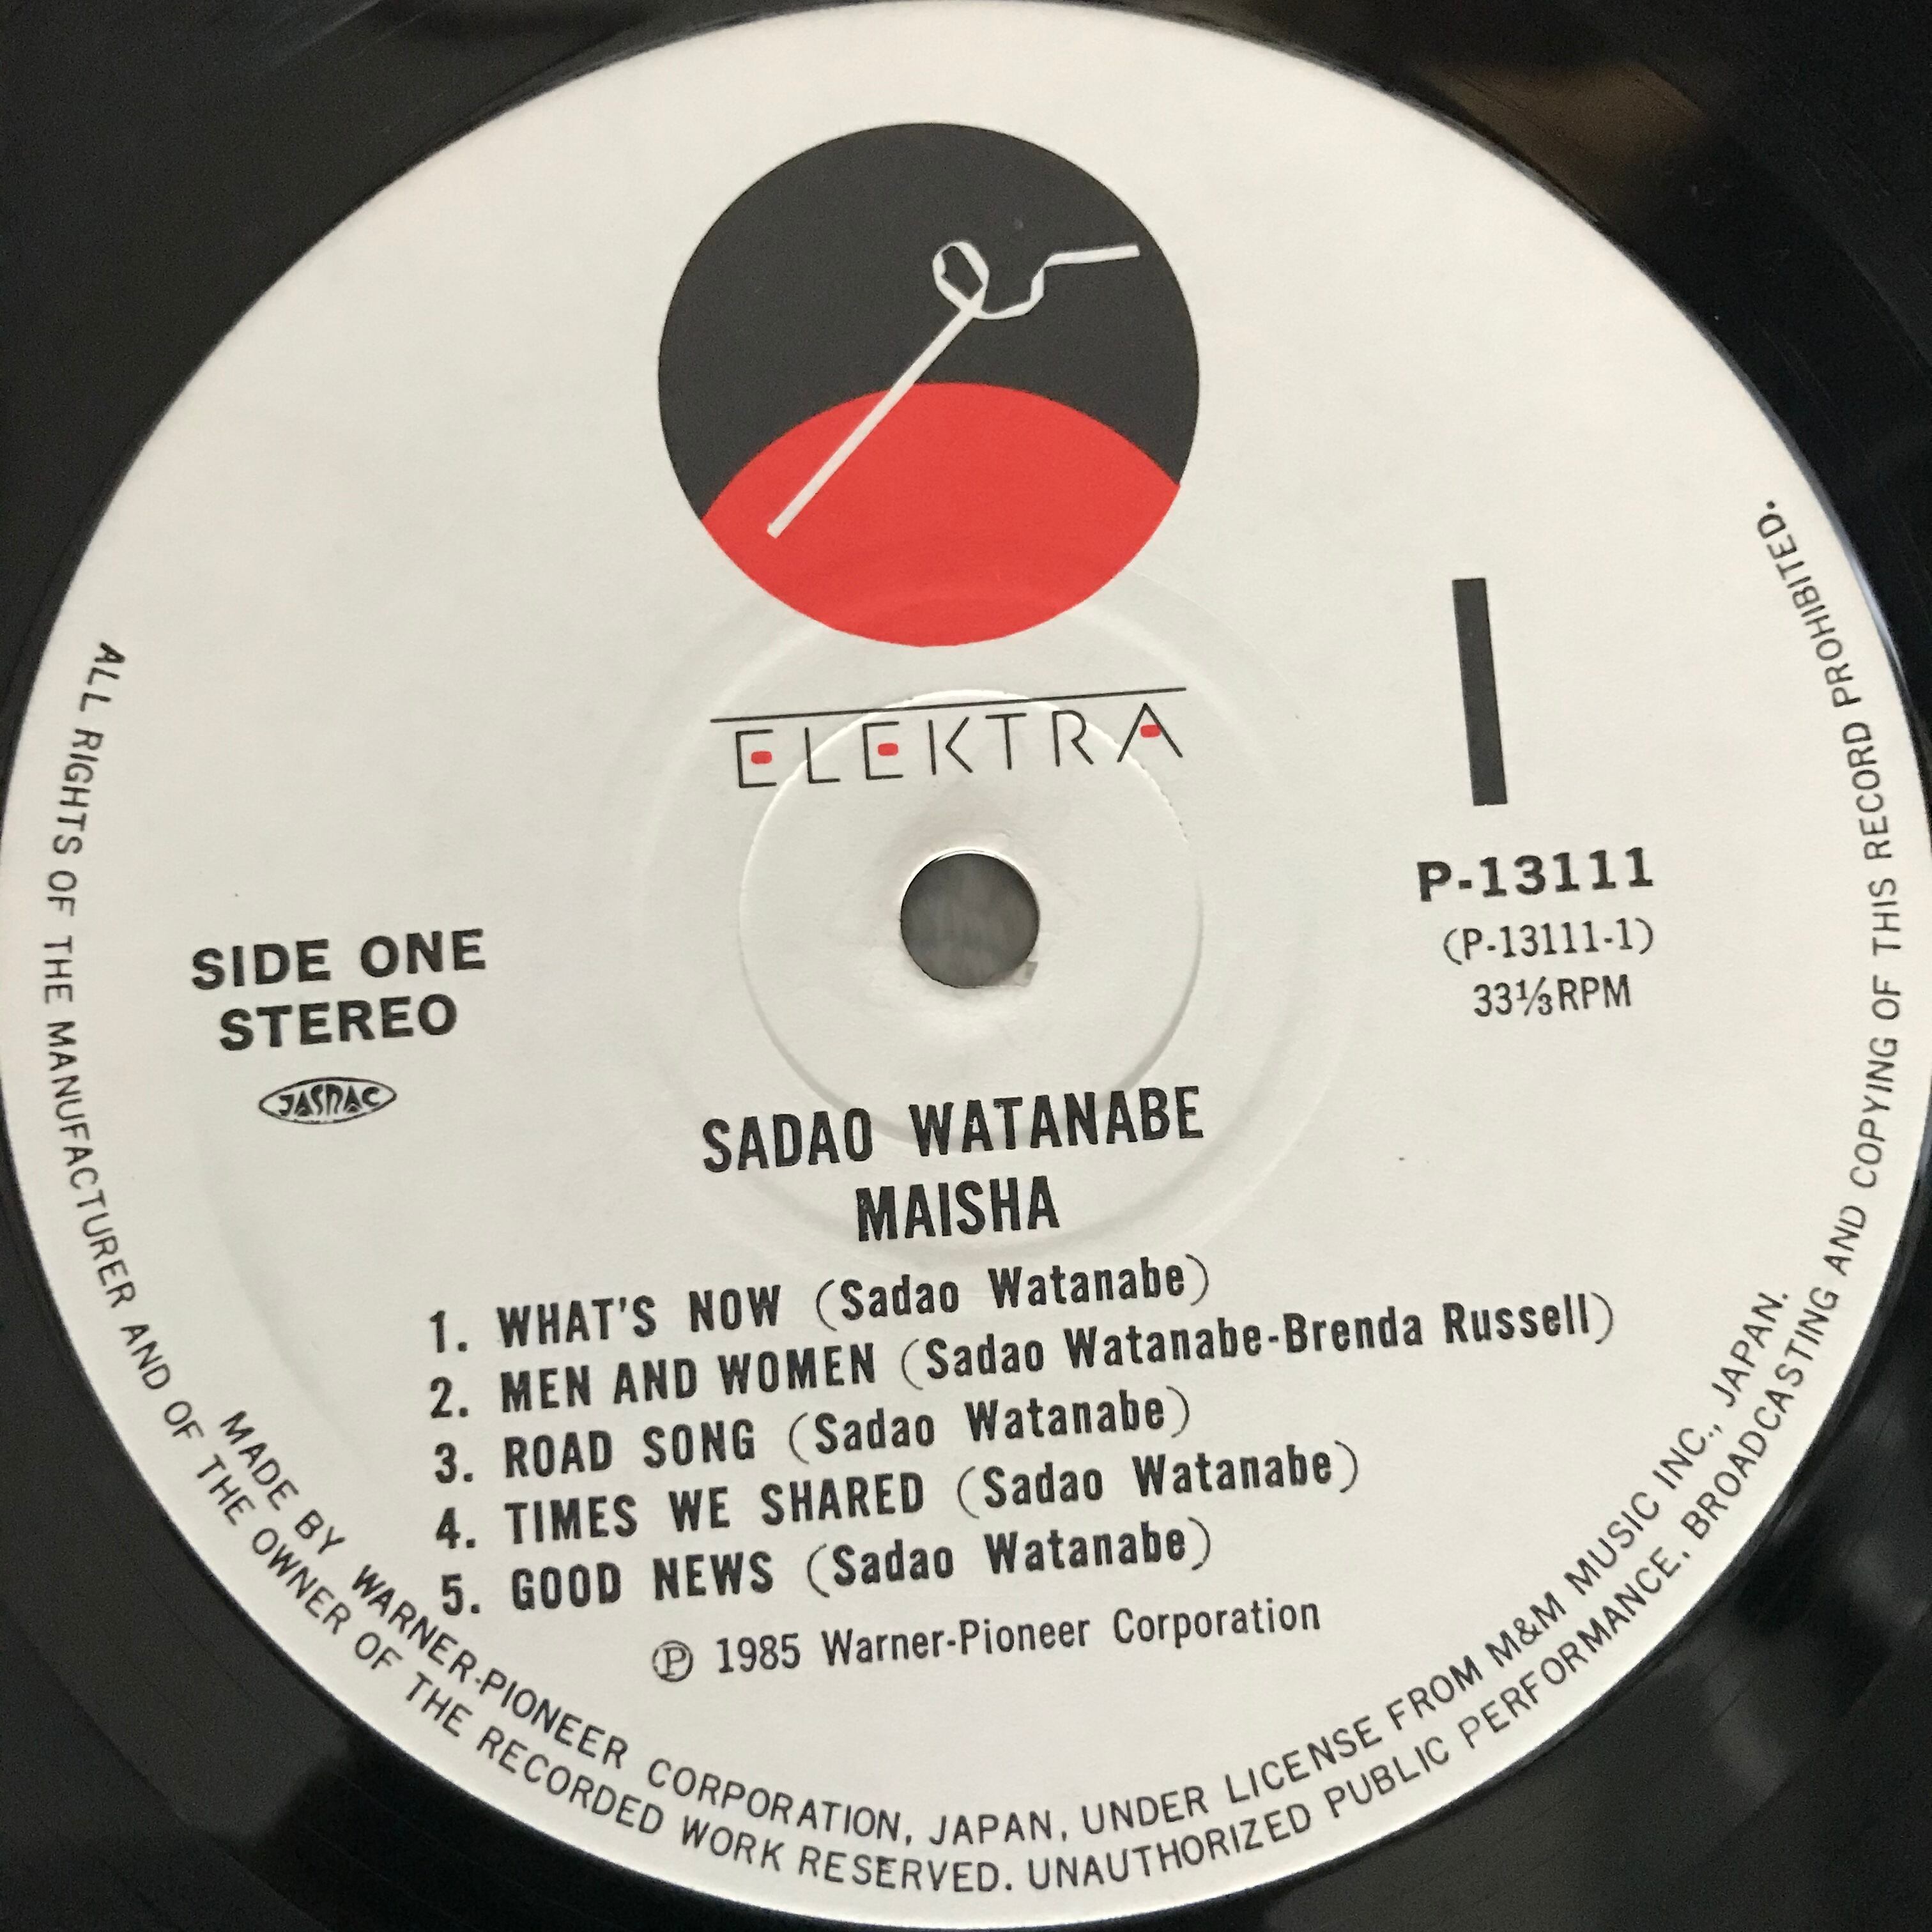 ELEKTRA
I
P-13111
(P-13111-1)
33⅓RPM
SIDE ONE
STEREO
JASRAC
SADAO WATANABE
MAISHA
1. WHAT'S NOW (Sadao Watanabe)
2. MEN AND WOMEN (Sadao Watanabe-Brenda Russell)
3. ROAD SONG (Sadao Watanabe)
4. TIMES WE SHARED (Sadao Watanabe)
5. GOOD NEWS (Sadao Watanabe)
Ⓟ 1985 Warner-Pioneer Corporation
MADE BY WARNER-PIONEER CORPORATION, JAPAN, UNDER LICENSE FROM M&M MUSIC INC., JAPAN.
ALL RIGHTS OF THE MANUFACTURER AND OF THE OWNER OF THE RECORDED WORK RESERVED. UNAUTHORIZED PUBLIC PERFORMANCE, BROADCASTING AND COPYING OF THIS RECORD PROHIBITED.